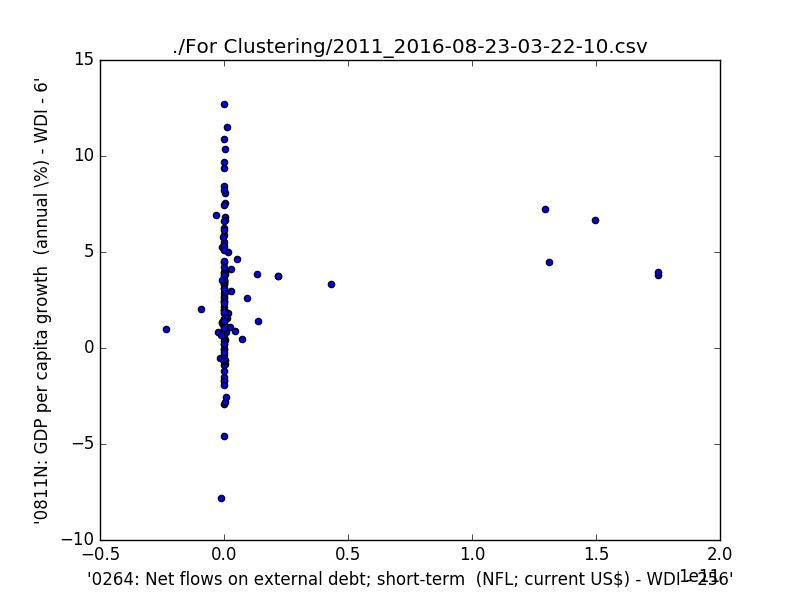 ./For Clustering/2011_2016-08-23-03-22-10.csv
15
10
5
0
−5
−10
'0811N: GDP per capita growth  (annual \%) - WDI - 6'
−0.5 0.0 0.5 1.0 1.5 2.0
1e11
'0264: Net flows on external debt; short-term  (NFL; current US$) - WDI - 256'